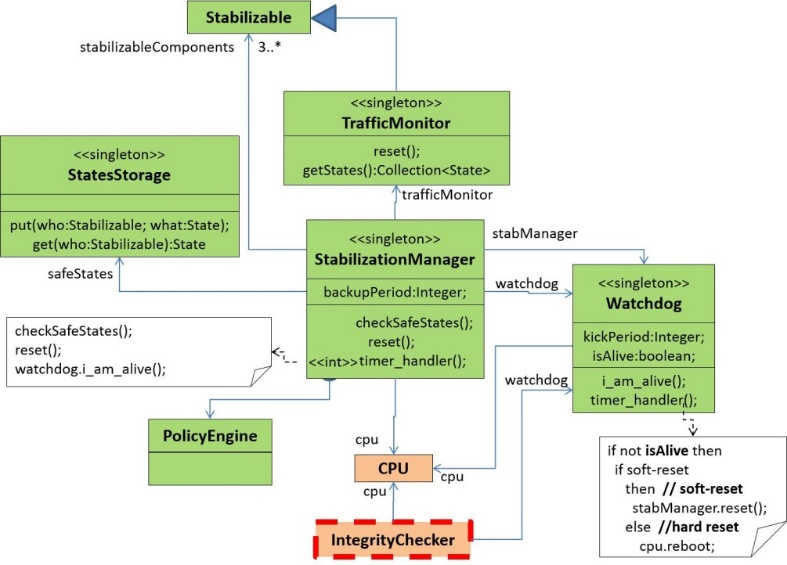 Stabilizable
stabilizableComponents 3..*
<<singleton>>
TrafficMonitor
reset();
getStates():Collection<State>
trafficMonitor
<<singleton>>
StatesStorage
put(who:Stabilizable; what:State);
get(who:Stabilizable):State
safeStates
<<singleton>>
StabilizationManager
backupPeriod:Integer;
checkSafeStates();
reset();
<<int>> timer_handler();
stabManager
watchdog
<<singleton>>
Watchdog
kickPeriod:Integer;
isAlive:boolean;
i_am_alive();
timer_handler();
watchdog
checkSafeStates();
reset();
watchdog.i_am_alive();
PolicyEngine
cpu
CPU
cpu
cpu
IntegrityChecker
if not isAlive then
if soft-reset
then // soft-reset
stabManager.reset();
else //hard reset
cpu.reboot;